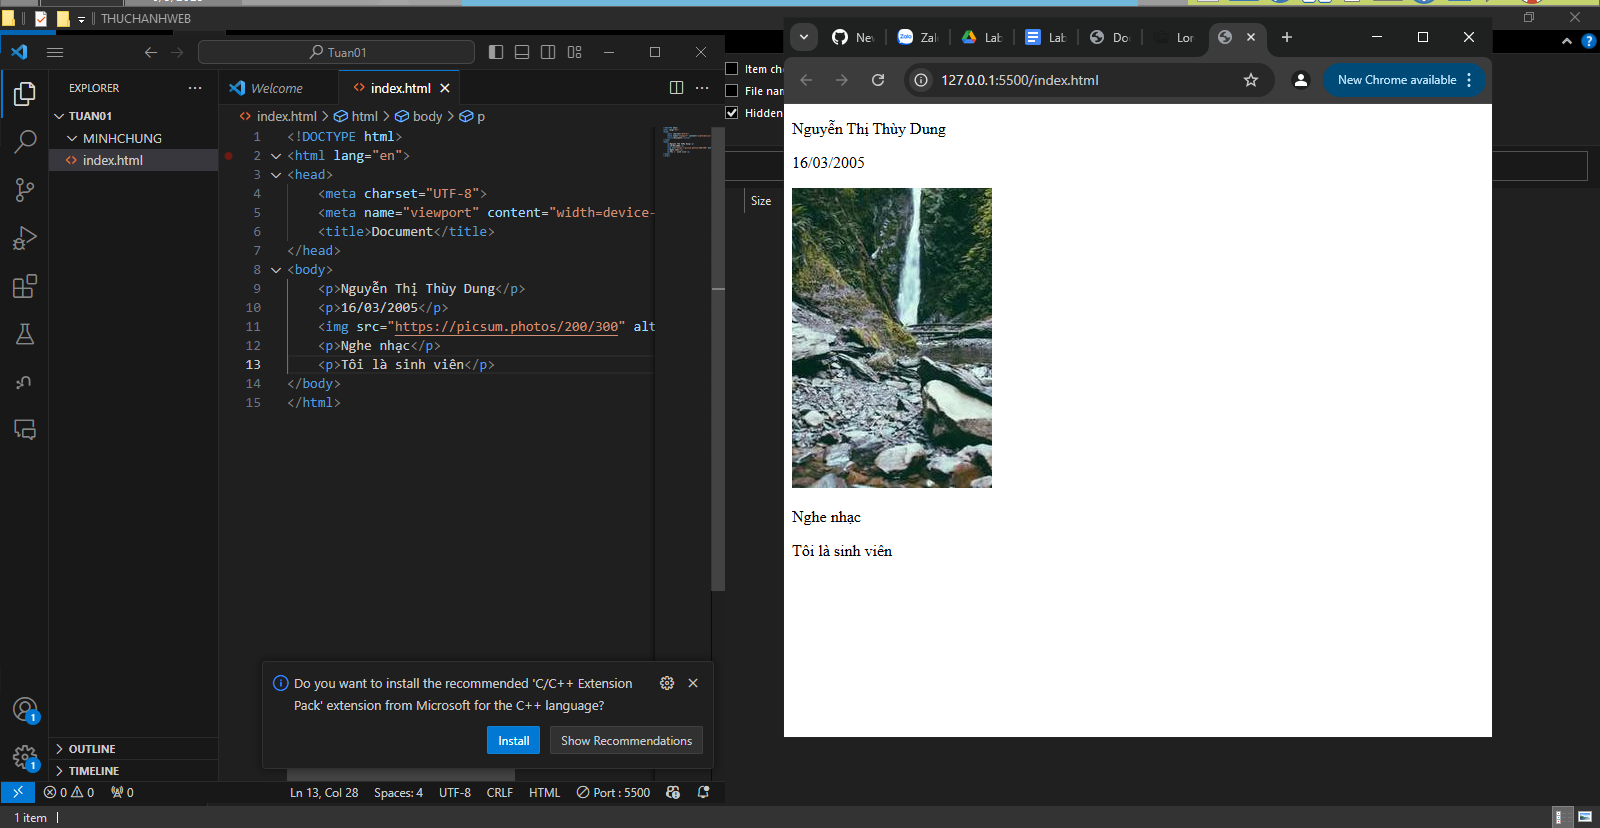 THUCHANHWEB
Tuan01
EXPLORER
Welcome
index.html
TUAN01
MINHCHUNG
index.html
index.html > html > body > p
1 <!DOCTYPE html>
2 <html lang="en">
3 <head>
4 <meta charset="UTF-8">
5 <meta name="viewport" content="width=device-
6 <title>Document</title>
7 </head>
8 <body>
9 <p>Nguyễn Thị Thùy Dung</p>
10 <p>16/03/2005</p>
11 <img src="https://picsum.photos/200/300" alt
12 <p>Nghe nhạc</p>
13 <p>Tôi là sinh viên</p>
14 </body>
15 </html>
Do you want to install the recommended 'C/C++ Extension
Pack' extension from Microsoft for the C++ language?
Install
Show Recommendations
1
1
OUTLINE
TIMELINE
0 0 0
Ln 13, Col 28 Spaces: 4 UTF-8 CRLF HTML Port : 5500
1 item
Item ch
File nar
Hidden
Size
Nev Zal Lab Lab Do Lor
127.0.0.1:5500/index.html
New Chrome available
Nguyễn Thị Thùy Dung
16/03/2005
Nghe nhạc
Tôi là sinh viên